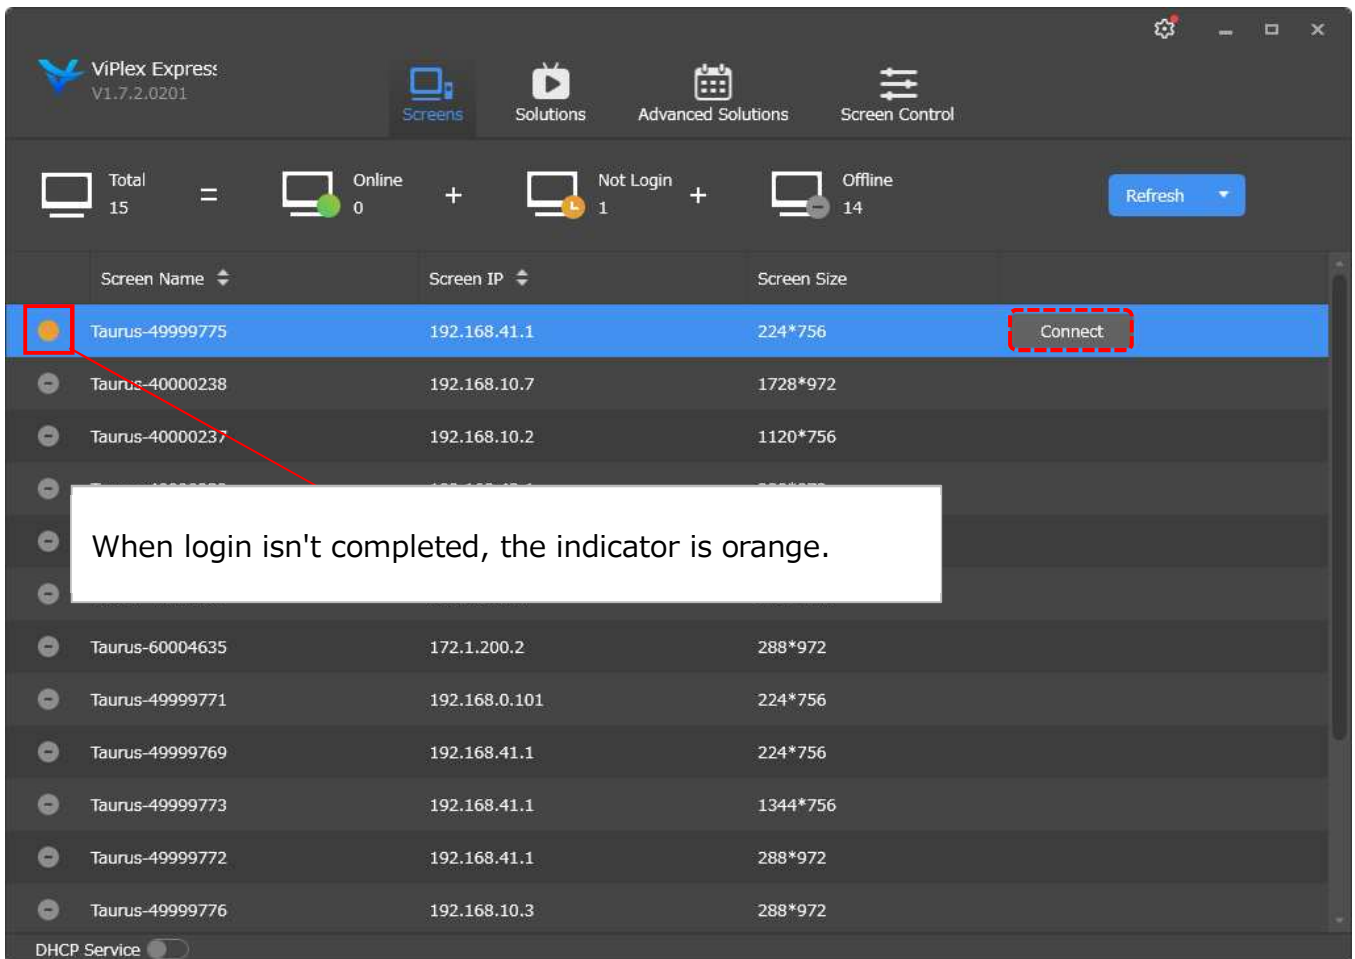 ViPlex Express
V1.7.2.0201
Screens
Solutions
Advanced Solutions
Screen Control
Total
15
=
Online
0
+
Not Login
1
+
Offline
14
Refresh
Screen Name Screen IP Screen Size
Taurus-49999775 192.168.41.1 224*756 Connect
Taurus-40000238 192.168.10.7 1728*972
Taurus-40000237 192.168.10.2 1120*756
When login isn't completed, the indicator is orange.
Taurus-60004635 172.1.200.2 288*972
Taurus-49999771 192.168.0.101 224*756
Taurus-49999769 192.168.41.1 224*756
Taurus-49999773 192.168.41.1 1344*756
Taurus-49999772 192.168.41.1 288*972
Taurus-49999776 192.168.10.3 288*972
DHCP Service